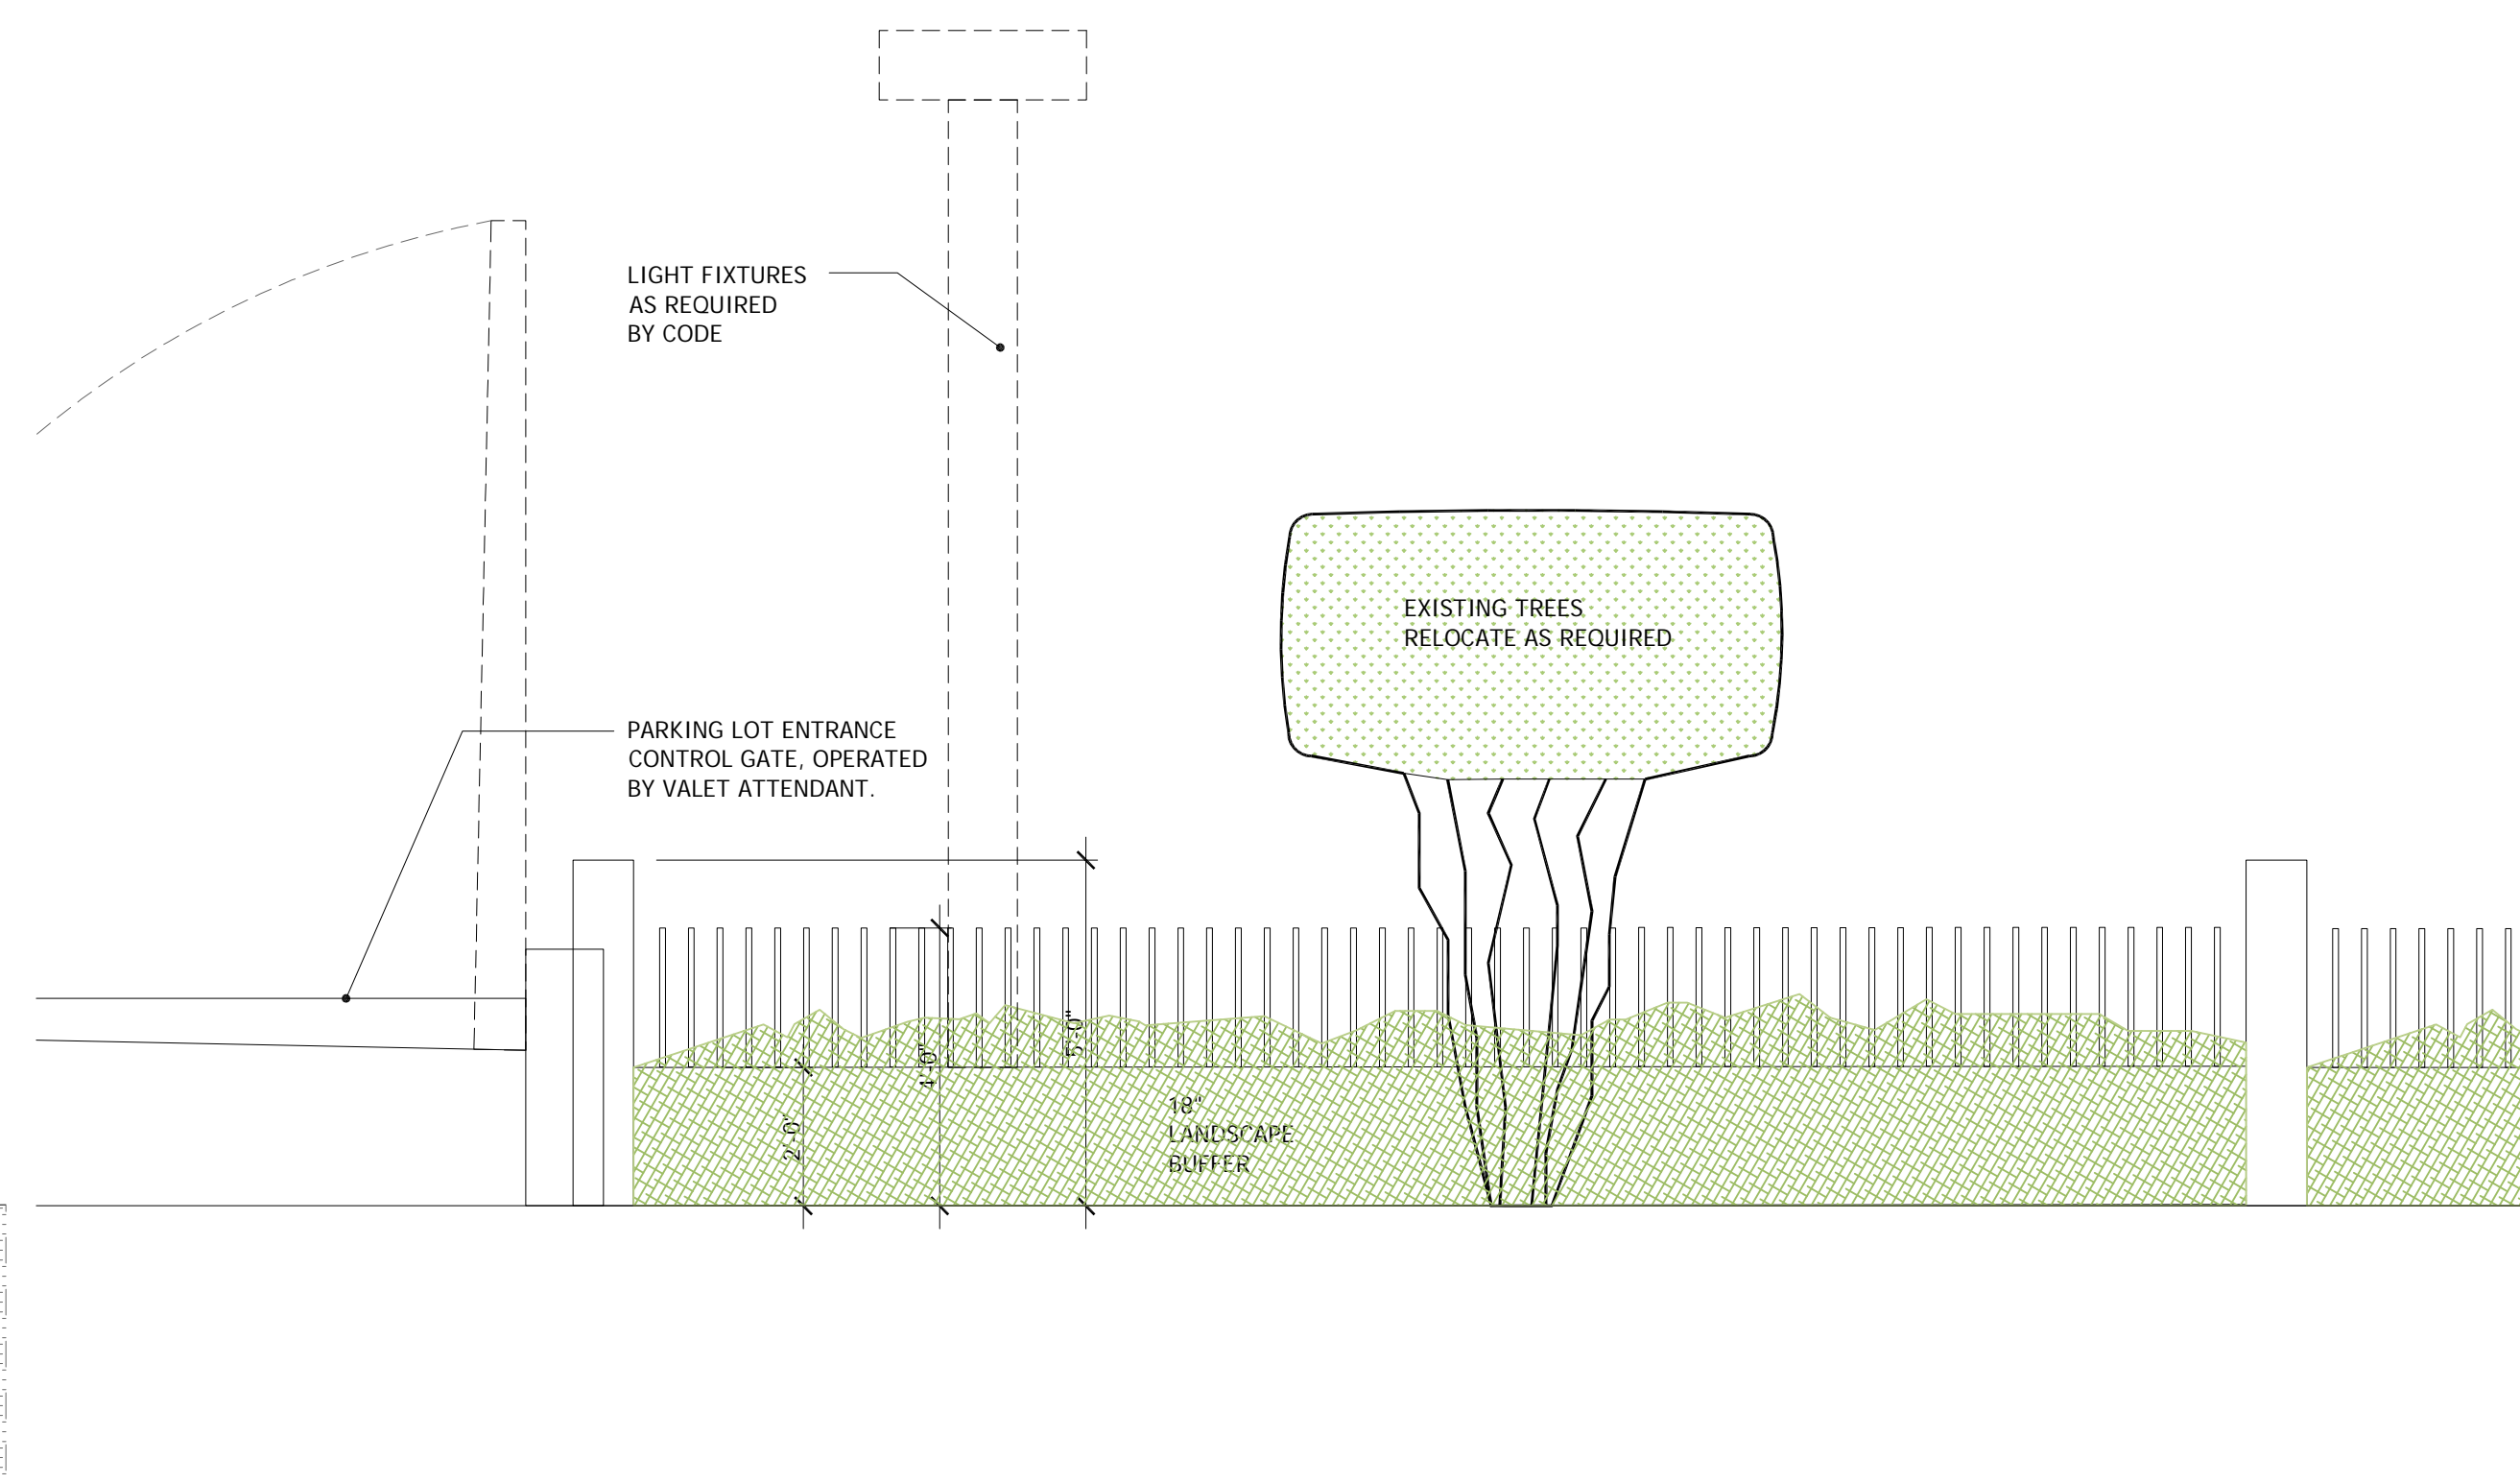 LIGHT FIXTURES
AS REQUIRED
BY CODE
EXISTING TREES
RELOCATE AS REQUIRED
PARKING LOT ENTRANCE
CONTROL GATE, OPERATED
BY VALET ATTENDANT.
5'-0"
4'-0"
2'-0"
18"
LANDSCAPE
BUFFER